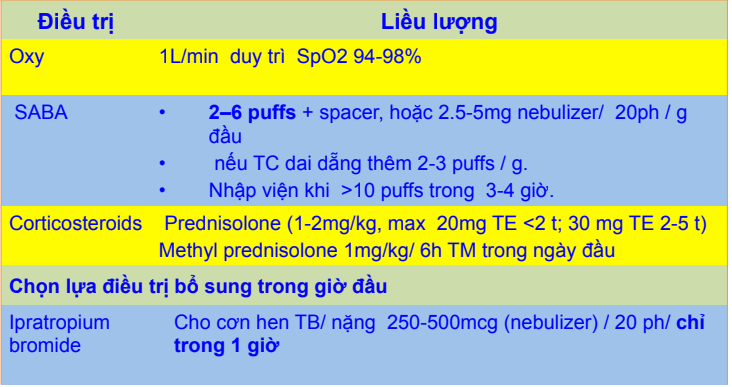 Điều trị Liều lượng
Oxy 1L/min duy trì SpO2 94-98%
SABA • 2–6 puffs + spacer, hoặc 2.5-5mg nebulizer/ 20ph / g
đầu
• nếu TC dai dẵng thêm 2-3 puffs / g.
• Nhập viện khi >10 puffs trong 3-4 giờ.
Corticosteroids Prednisolone (1-2mg/kg, max 20mg TE <2 t; 30 mg TE 2-5 t)
Methyl prednisolone 1mg/kg/ 6h TM trong ngày đầu
Chọn lựa điều trị bổ sung trong giờ đầu
Ipratropium Cho cơn hen TB/ nặng 250-500mcg (nebulizer) / 20 ph/ chỉ
bromide trong 1 giờ